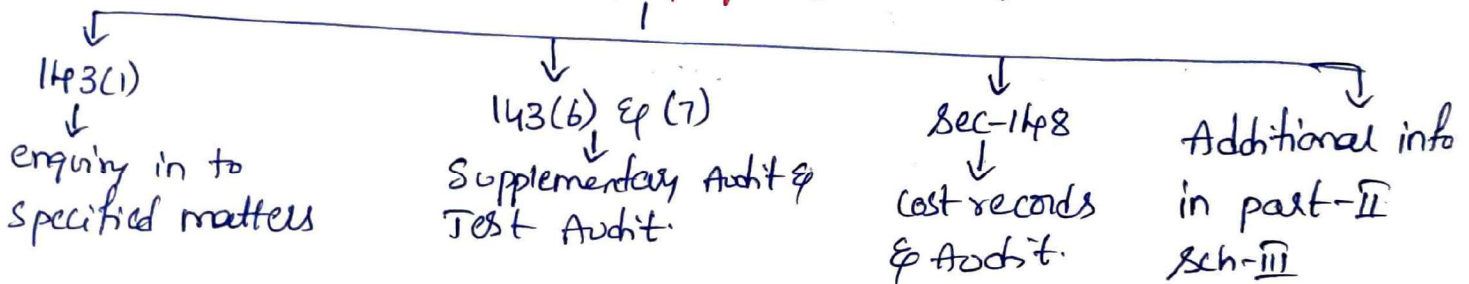 143(1)
enquiry in to
specified matters
143(6) & (7)
Supplementary Audit &
Test Audit.
Sec-148
Cost records
& Audit.
Additional info
in part-II
Sch-III